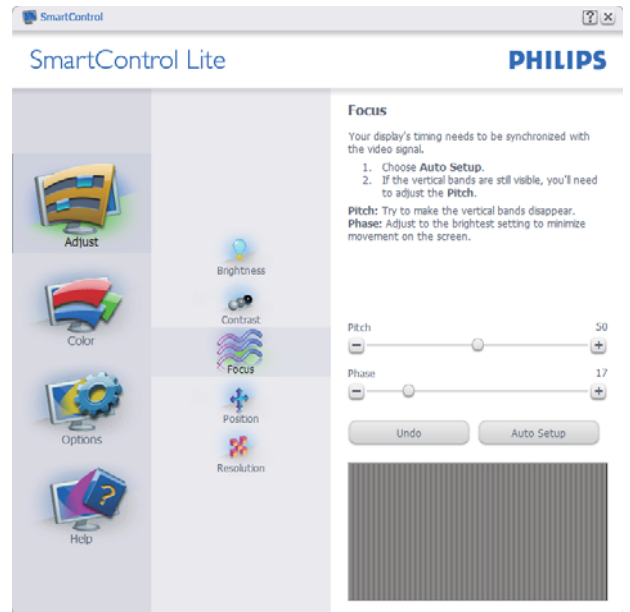 SmartControl
SmartControl Lite
PHILIPS
Adjust
Color
Options
Help
Brightness
Contrast
Focus
Position
Resolution
Focus
Your display's timing needs to be synchronized with
the video signal.
1. Choose Auto Setup.
2. If the vertical bands are still visible, you'll need
to adjust the Pitch.
Pitch: Try to make the vertical bands disappear.
Phase: Adjust to the brightest setting to minimize
movement on the screen.
Pitch 50
Phase 17
Undo Auto Setup